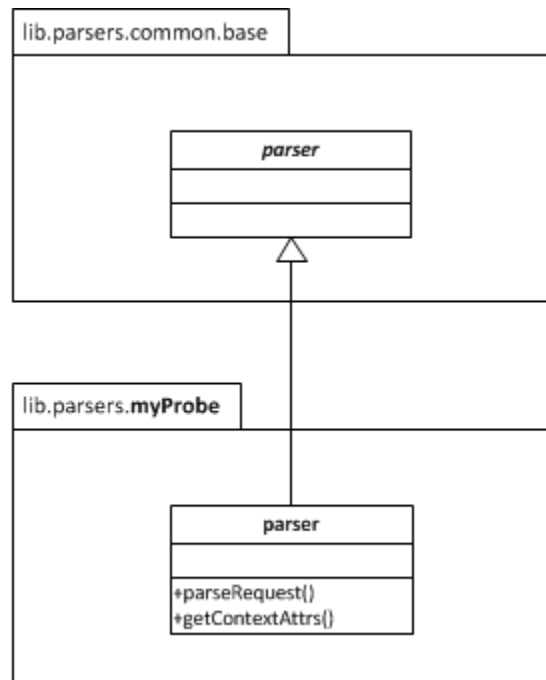 lib.parsers.common.base
parser
lib.parsers.myProbe
parser
+parseRequest()
+getContextAttrs()